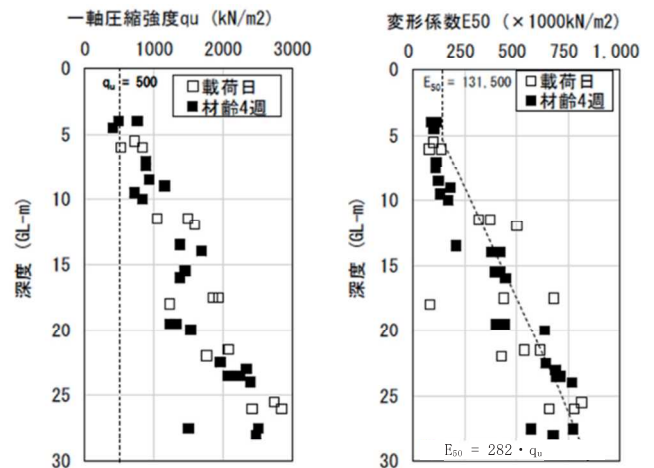 一軸圧縮強度qu (kN/m2)
0 1000 2000 3000
0
5
10
15
20
25
30
深度 (GL-m)
qu = 500
□載荷日
■材齢4週
変形係数E50 (×1000kN/m2)
0 250 500 750 1,000
0
5
10
15
20
25
30
深度 (GL-m)
E50 = 131,500
□載荷日
■材齢4週
E50 = 282・qu